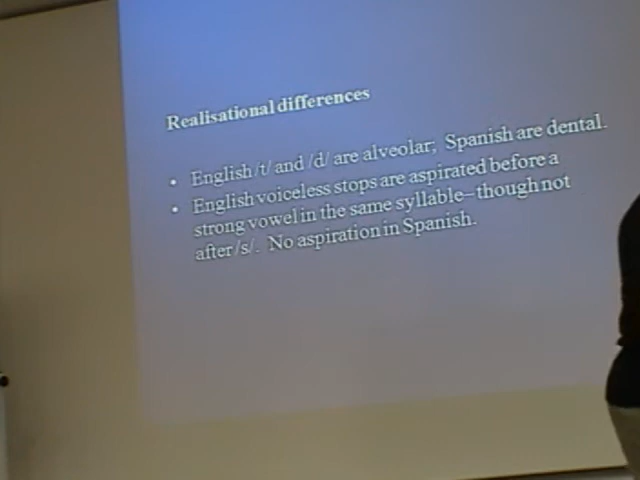 Realisational differences
• English /t/ and /d/ are alveolar; Spanish are dental.
• English voiceless stops are aspirated before a
strong vowel in the same syllable – though not
after /s/. No aspiration in Spanish.